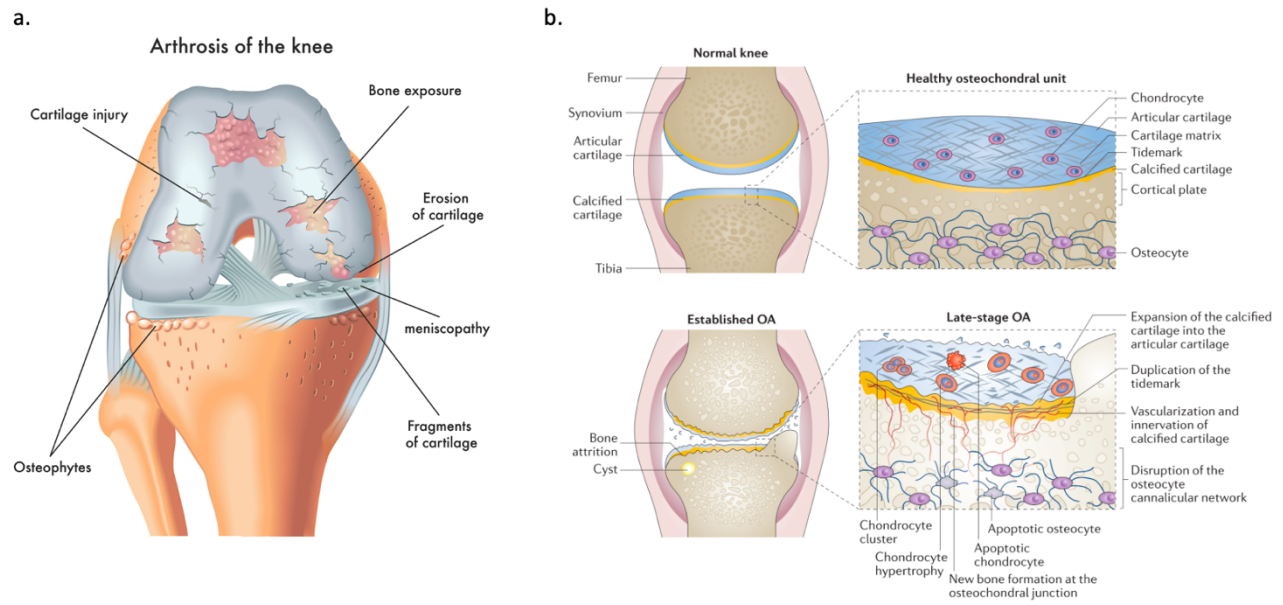 a.
Arthrosis of the knee
Cartilage injury
Bone exposure
Erosion of
cartilage
meniscopathy
Fragments
of cartilage
Osteophytes
b.
Normal knee
Femur
Synovium
Articular
cartilage
Calcified
cartilage
Tibia
Healthy osteochondral unit
Chondrocyte
Articular cartilage
Cartilage matrix
Tidemark
Calcified cartilage
Cortical plate
Osteocyte
Established OA
Bone
attrition
Cyst
Late-stage OA
Expansion of the calcified
cartilage into the
articular cartilage
Duplication of the
tidemark
Vascularization and
innervation of
calcified cartilage
Disruption of the
osteocyte
cannalicular network
Chondrocyte
cluster
Chondrocyte
hypertrophy
New bone formation at the
osteochondral junction
Apoptotic
chondrocyte
Apoptotic osteocyte